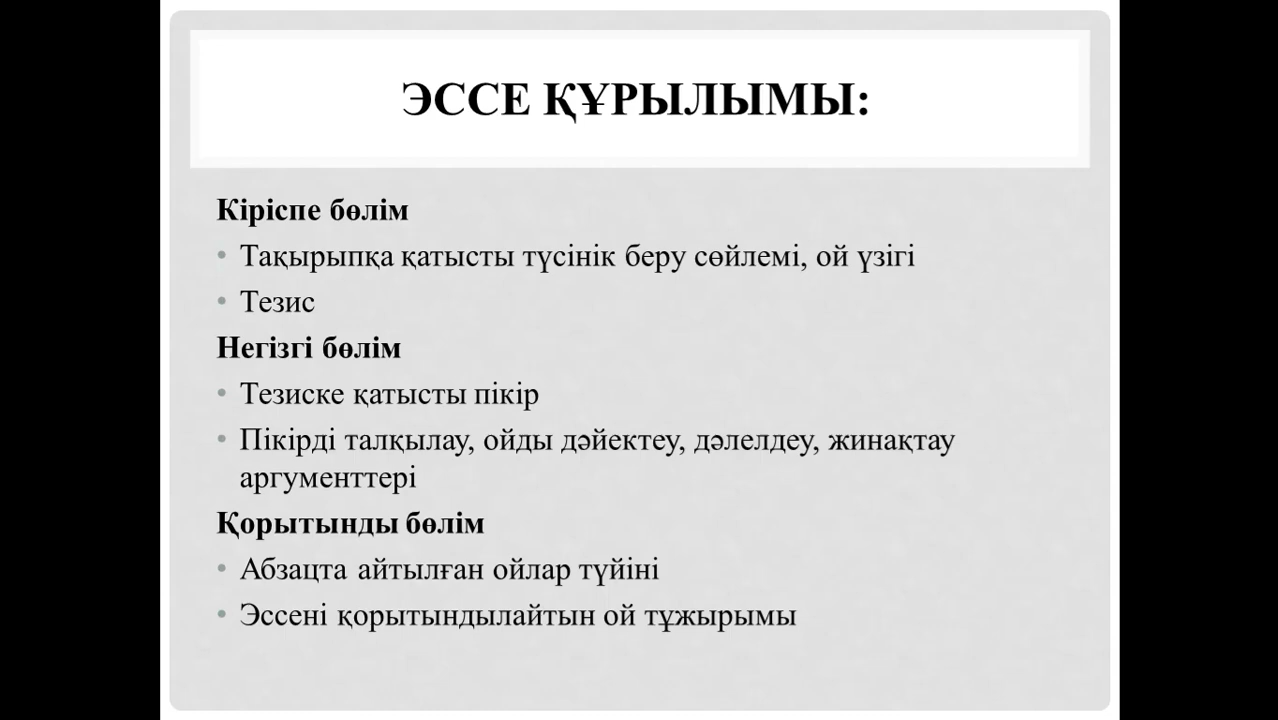 ЭССЕ ҚҰРЫЛЫМЫ:
Кіріспе бөлім
• Тақырыпқа қатысты түсінік беру сөйлемі, ой үзігі
• Тезис
Негізгі бөлім
• Тезиске қатысты пікір
• Пікірді талқылау, ойды дәйектеу, дәлелдеу, жинақтау
аргументтері
Қорытынды бөлім
• Абзацта айтылған ойлар түйіні
• Эссені қорытындылайтын ой тұжырымы